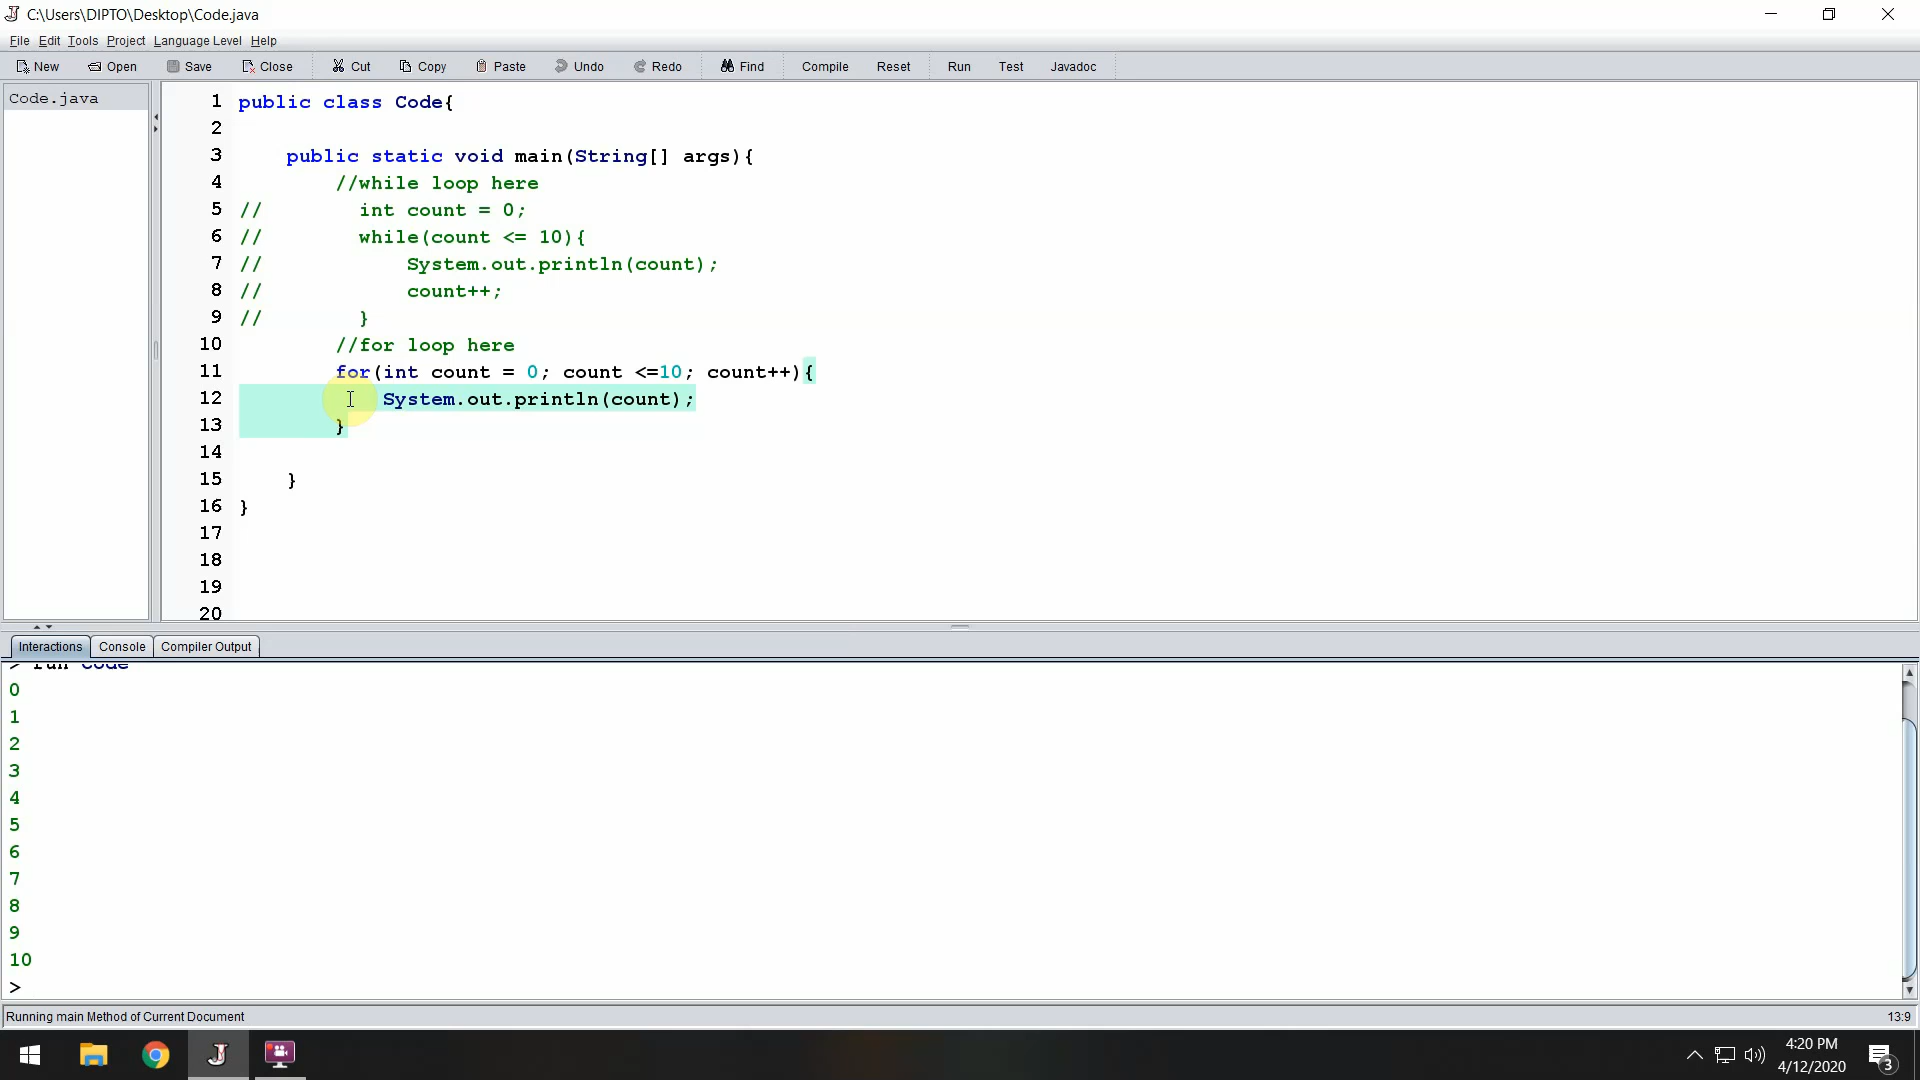 C:\Users\DIPTO\Desktop\Code.java
File Edit Tools Project Language Level Help
New Open Save Close Cut Copy Paste Undo Redo Find Compile Reset Run Test Javadoc
Code.java
1 public class Code{
2
3 public static void main(String[] args){
4 //while loop here
5 // int count = 0;
6 // while(count <= 10){
7 // System.out.println(count);
8 // count++;
9 // }
10 //for loop here
11 for(int count = 0; count <=10; count++){
12 System.out.println(count);
13 }
14
15 }
16 }
17
18
19
20
Interactions Console Compiler Output
> run Code
0
1
2
3
4
5
6
7
8
9
10
>
Running main Method of Current Document 13:9
4:20 PM
4/12/2020
3